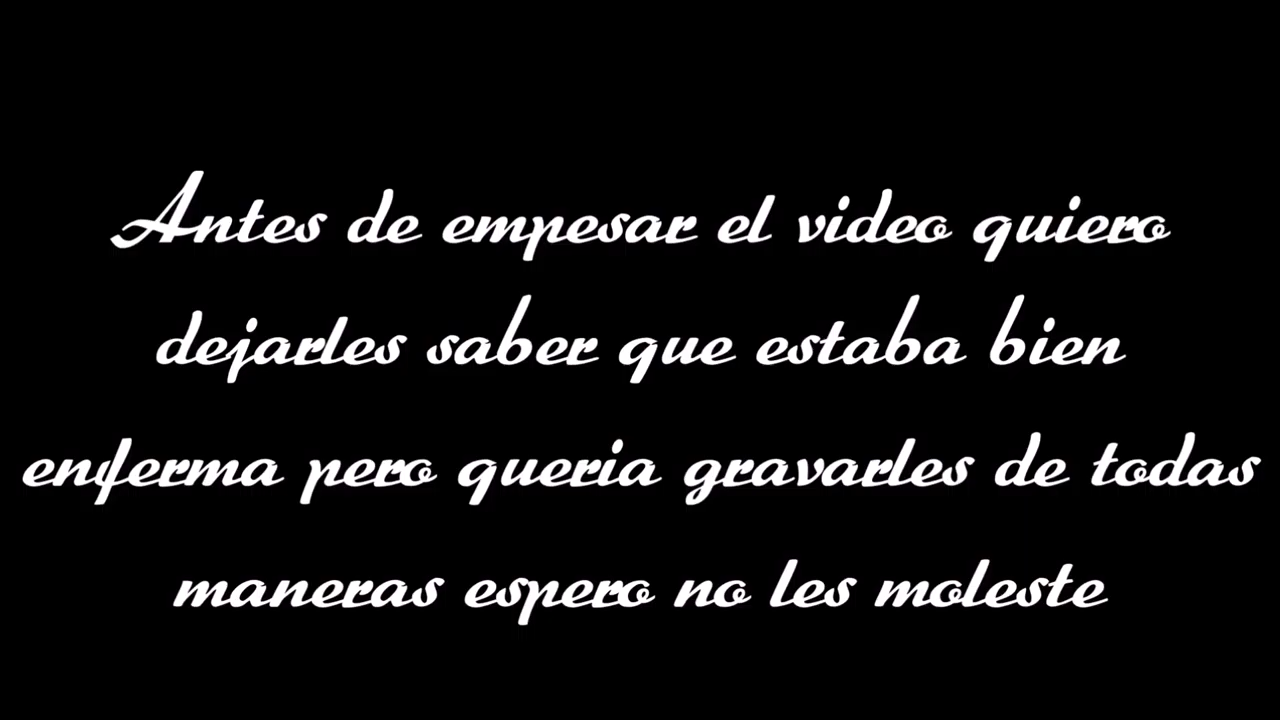 Antes de empesar el video quiero
dejarles saber que estaba bien
enferma pero queria gravarles de todas
maneras espero no les moleste